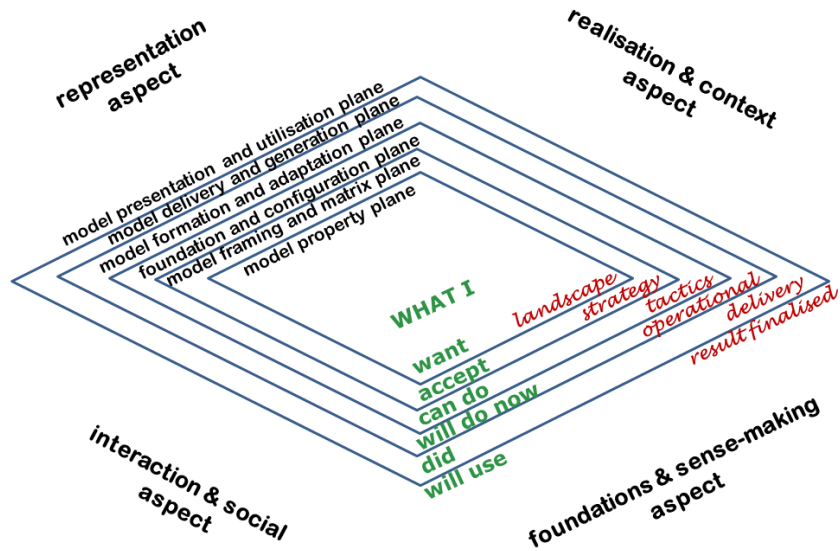 representation
aspect
realisation & context
aspect
model presentation and utilisation plane
model delivery and generation plane
model formation and adaptation plane
foundation and configuration plane
model framing and matrix plane
model property plane
WHAT I
want
accept
can do
will do now
did
will use
landscape
strategy
tactics
operational
delivery
result finalised
interaction & social
aspect
foundations & sense-making
aspect